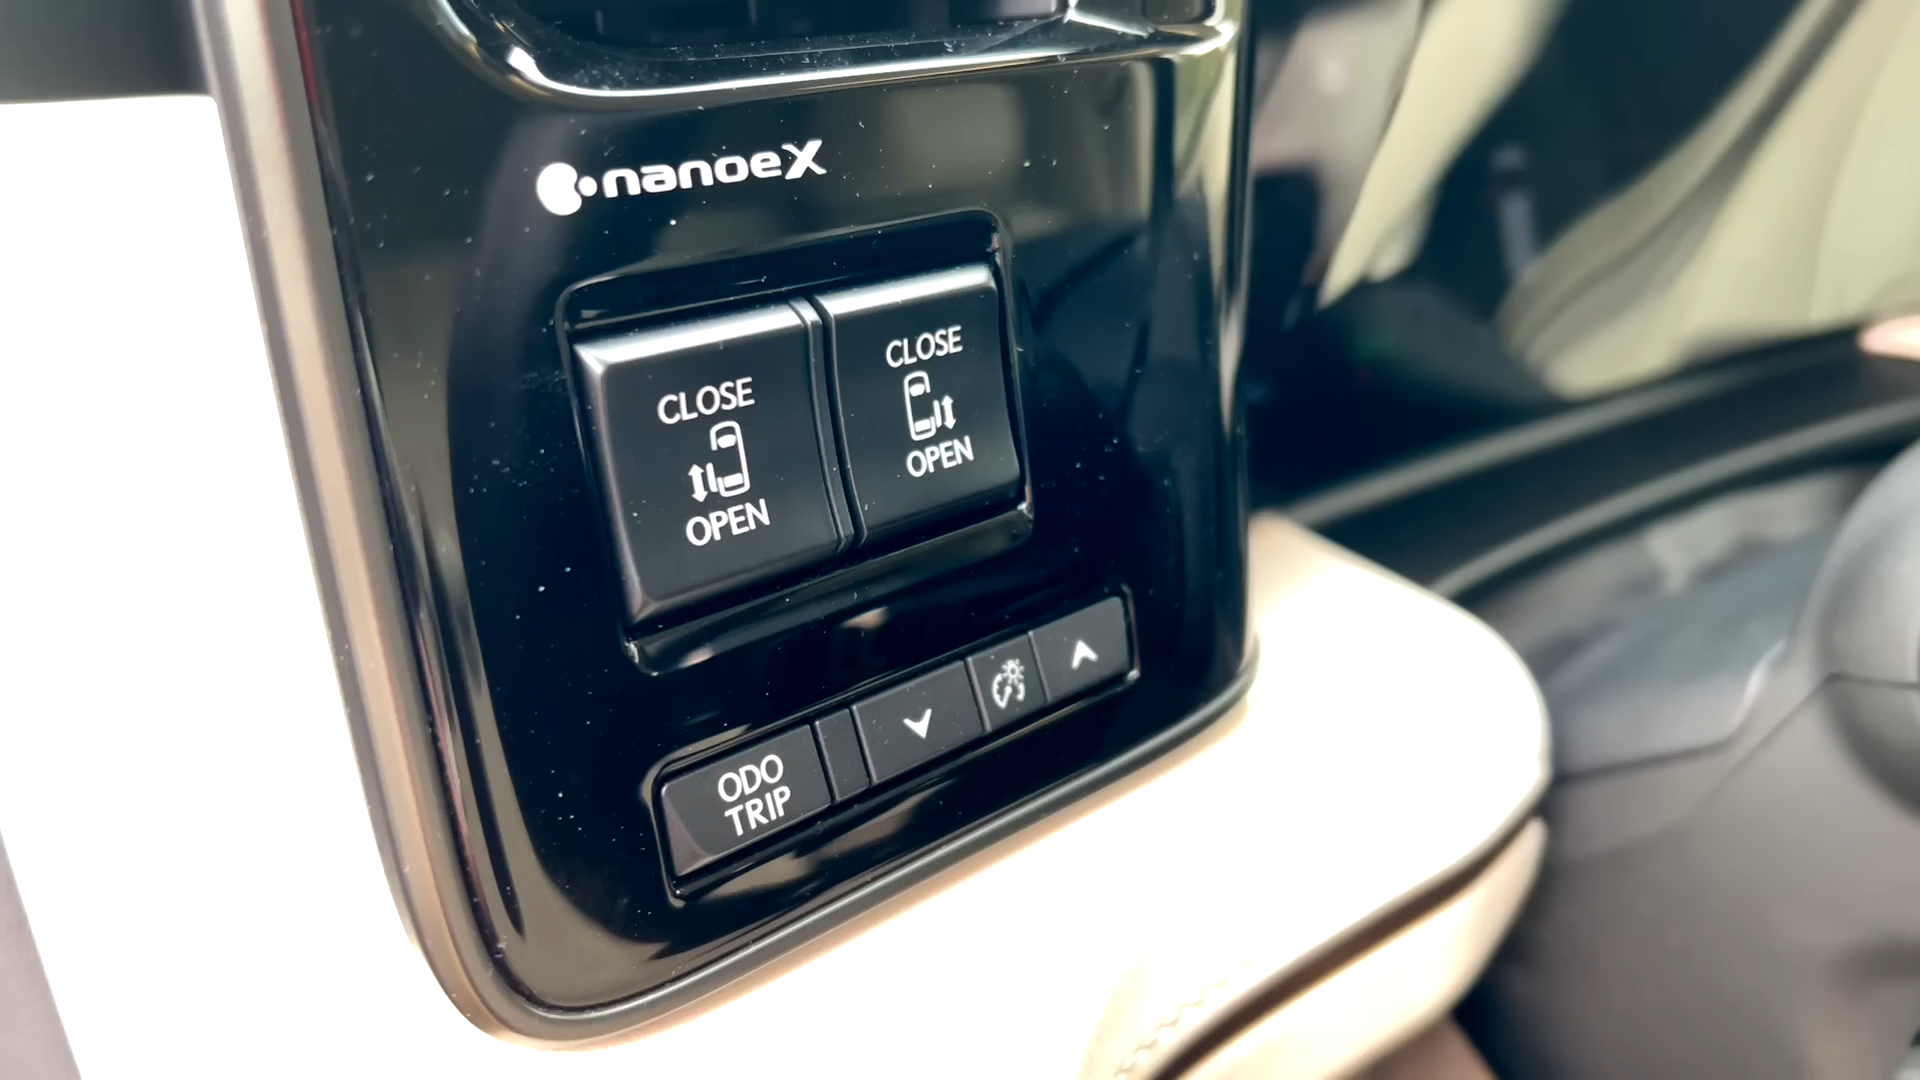 nanoeX
CLOSE
OPEN
CLOSE
OPEN
ODO
TRIP